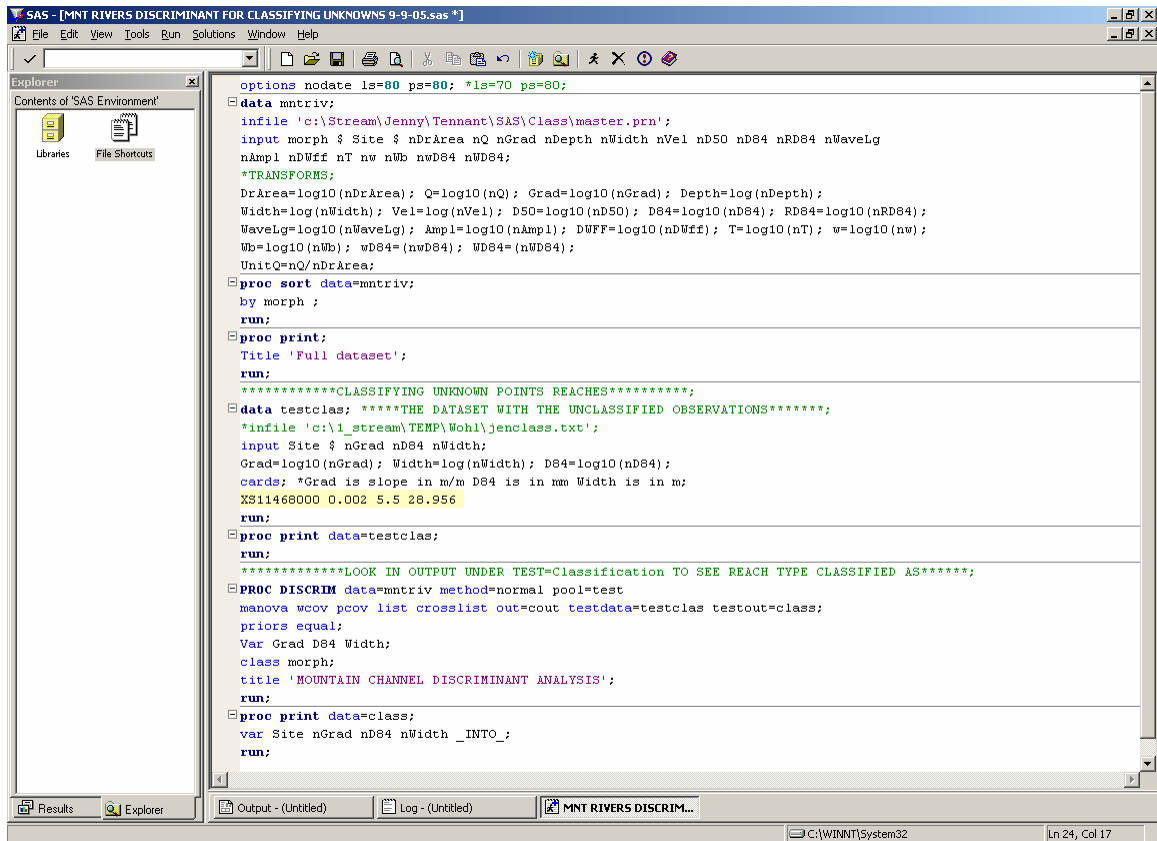 SAS - [MNT RIVERS DISCRIMINANT FOR CLASSIFYING UNKNOWNS 9-9-05.sas *]
File Edit View Tools Run Solutions Window Help
Explorer
Contents of 'SAS Environment'
Libraries
File Shortcuts
options nodate ls=80 ps=80; *ls=70 ps=80;
data mntriv;
infile 'c:\Stream\Jenny\Tennant\SAS\Class\master.prn';
input morph $ Site $ nDrArea nQ nGrad nDepth nWidth nVel nD50 nD84 nRD84 nWaveLg
nAmpl nDWff nT nw nWb nwD84 nWD84;
*TRANSFORMS;
DrArea=log10(nDrArea); Q=log10(nQ); Grad=log10(nGrad); Depth=log(nDepth);
Width=log(nWidth); Vel=log(nVel); D50=log10(nD50); D84=log10(nD84); RD84=log10(nRD84);
WaveLg=log10(nWaveLg); Ampl=log10(nAmpl); DWFF=log10(nDWff); T=log10(nT); w=log10(nw);
Wb=log10(nWb); wD84=(nwD84); WD84=(nWD84);
UnitQ=nQ/nDrArea;
proc sort data=mntriv;
by morph ;
run;
proc print;
Title 'Full dataset';
run;
************CLASSIFYING UNKNOWN POINTS REACHES**********;
data testclas; *****THE DATASET WITH THE UNCLASSIFIED OBSERVATIONS*******;
*infile 'c:\1_stream\TEMP\Wohl\jenclass.txt';
input Site $ nGrad nD84 nWidth;
Grad=log10(nGrad); Width=log(nWidth); D84=log10(nD84);
cards; *Grad is slope in m/m D84 is in mm Width is in m;
XS11468000 0.002 5.5 28.956
run;
proc print data=testclas;
run;
*************LOOK IN OUTPUT UNDER TEST=Classification TO SEE REACH TYPE CLASSIFIED AS******;
PROC DISCRIM data=mntriv method=normal pool=test
manova wcov pcov list crosslist out=cout testdata=testclas testout=class;
priors equal;
Var Grad D84 Width;
class morph;
title 'MOUNTAIN CHANNEL DISCRIMINANT ANALYSIS';
run;
proc print data=class;
var Site nGrad nD84 nWidth _INTO_;
run;
Results
Explorer
Output - (Untitled)
Log - (Untitled)
MNT RIVERS DISCRIM...
C:\WINNT\System32
Ln 24, Col 17